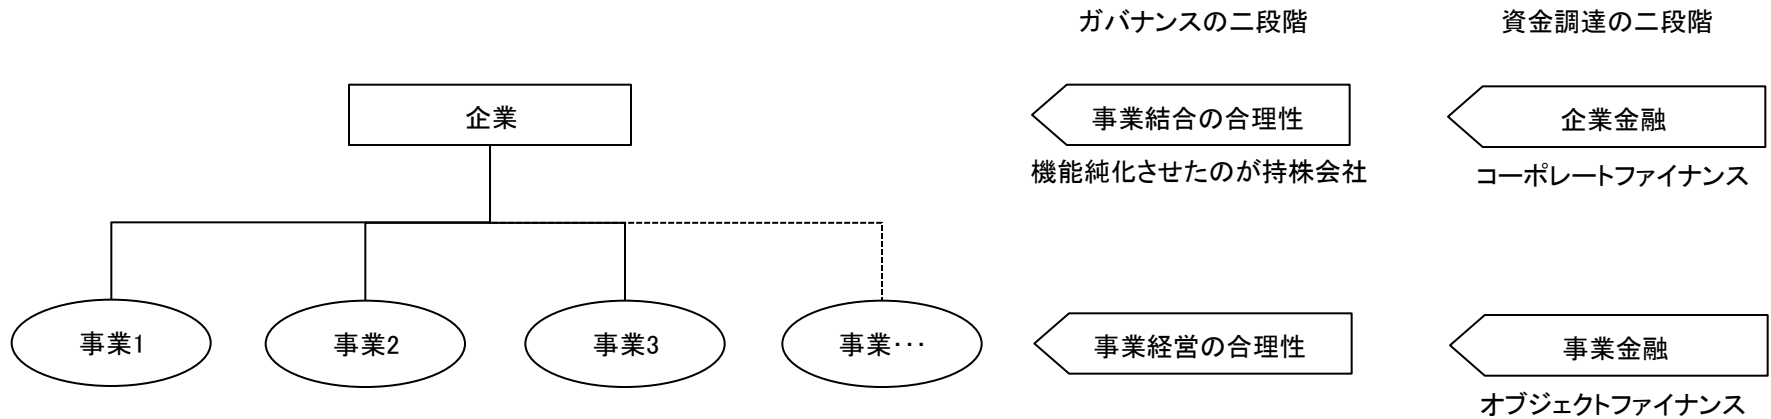 ガバナンスの二段階
資金調達の二段階
企業
事業結合の合理性
企業金融
機能純化させたのが持株会社
コーポレートファイナンス
事業1
事業2
事業3
事業･･･
事業経営の合理性
事業金融
オブジェクトファイナンス